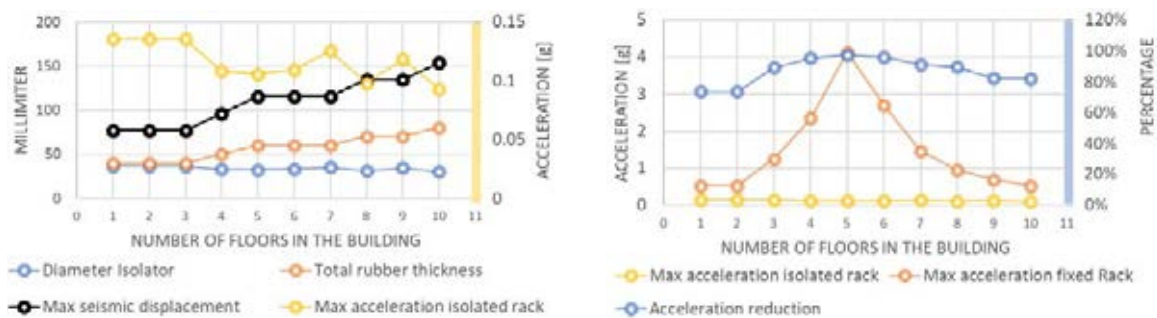 200
150
100
50
0
MILLIMITER
0.15
0.1
0.05
0
ACCELERATION [g]
0 1 2 3 4 5 6 7 8 9 10 11
NUMBER OF FLOORS IN THE BUILDING
Diameter Isolator Total rubber thickness
Max seismic displacement Max acceleration isolated rack
5
4
3
2
1
0
ACCELERATION [g]
120%
100%
80%
60%
40%
20%
0%
PERCENTAGE
0 1 2 3 4 5 6 7 8 9 10 11
NUMBER OF FLOORS IN THE BUILDING
Max acceleration isolated rack Max acceleration fixed Rack
Acceleration reduction